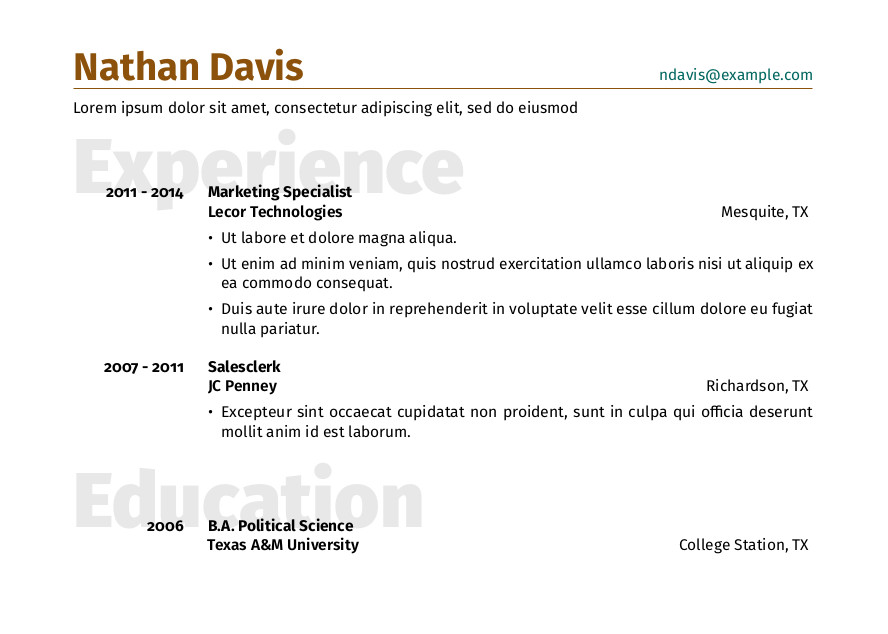 Nathan Davis
ndavis@example.com
Lorem ipsum dolor sit amet, consectetur adipiscing elit, sed do eiusmod
Experience
2011 - 2014 Marketing Specialist
Lecor Technologies Mesquite, TX
• Ut labore et dolore magna aliqua.
• Ut enim ad minim veniam, quis nostrud exercitation ullamco laboris nisi ut aliquip ex
ea commodo consequat.
• Duis aute irure dolor in reprehenderit in voluptate velit esse cillum dolore eu fugiat
nulla pariatur.
2007 - 2011 Salesclerk
JC Penney Richardson, TX
• Excepteur sint occaecat cupidatat non proident, sunt in culpa qui officia deserunt
mollit anim id est laborum.
Education
2006 B.A. Political Science
Texas A&M University College Station, TX